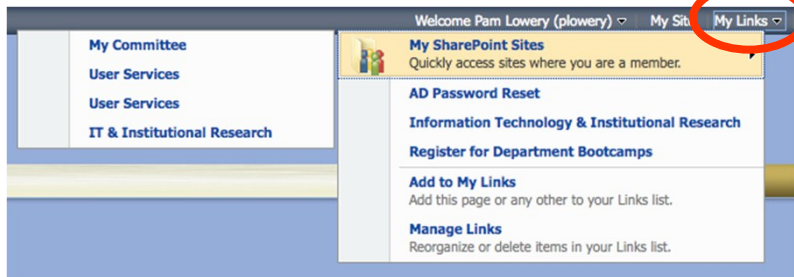 Welcome Pam Lowery (plowery) My Site My Links
My SharePoint Sites
Quickly access sites where you are a member.
My Committee
User Services
User Services
IT & Institutional Research
AD Password Reset
Information Technology & Institutional Research
Register for Department Bootcamps
Add to My Links
Add this page or any other to your Links list.
Manage Links
Reorganize or delete items in your Links list.